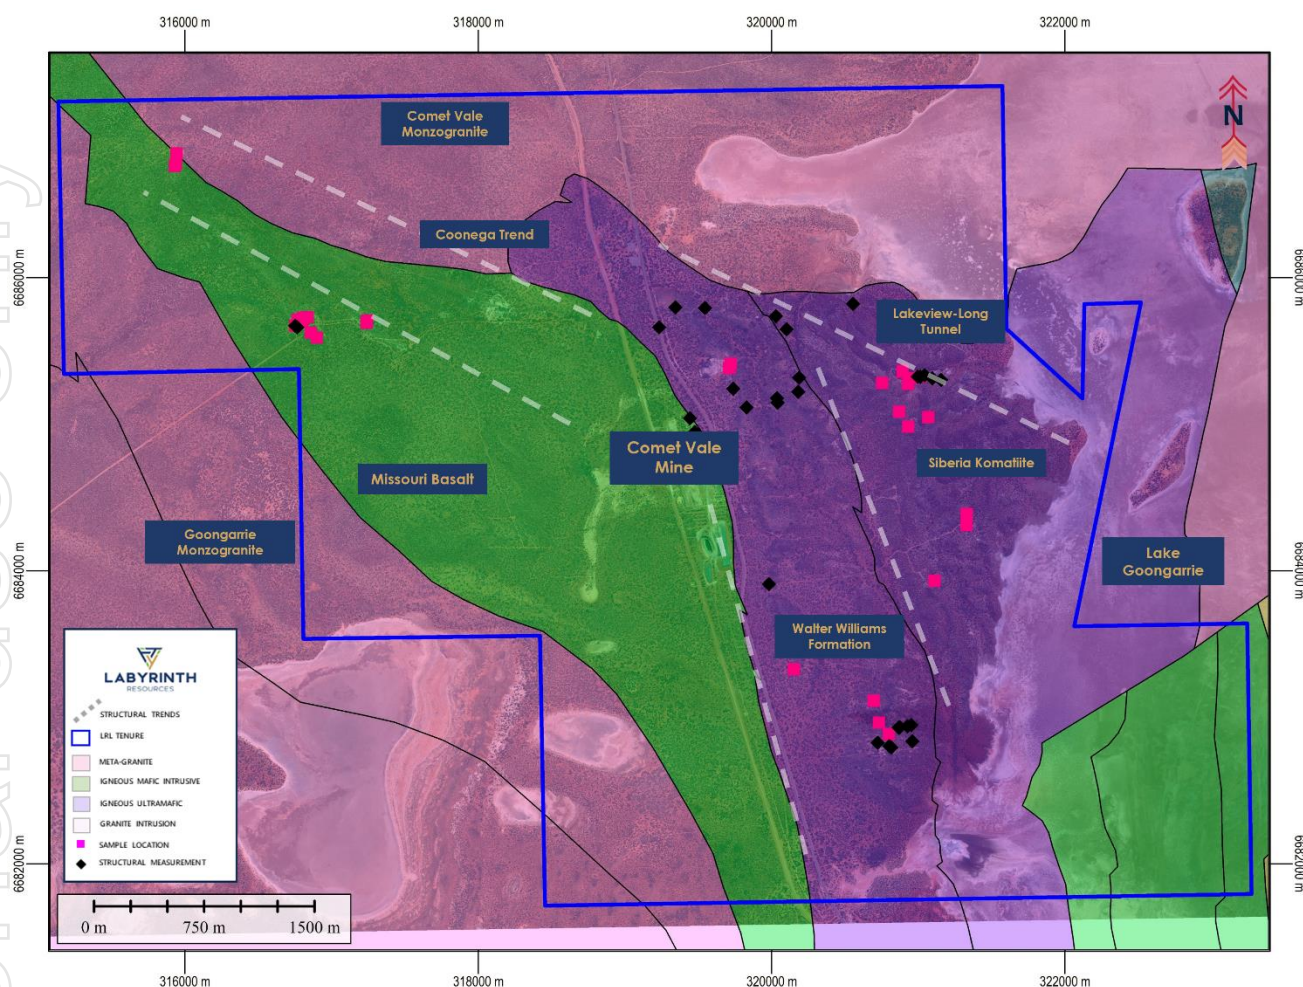 316000 m
318000 m
320000 m
322000 m
N
Comet Vale
Monzogranite
Coonega Trend
6686000 m
6686000 m
Lakeview-Long
Tunnel
Comet Vale
Mine
Siberia Komatiite
Missouri Basalt
Goongarrie
Monzogranite
Lake
Goongarrie
6684000 m
6684000 m
Walter Williams
Formation
LABYRINTH
RESOURCES
STRUCTURAL TRENDS
LRL TENURE
META-GRANITE
IGNEOUS MAFIC INTRUSIVE
IGNEOUS ULTRAMAFIC
GRANITE INTRUSION
SAMPLE LOCATION
STRUCTURAL MEASUREMENT
6682000 m
6682000 m
0 m
750 m
1500 m
316000 m
318000 m
320000 m
322000 m